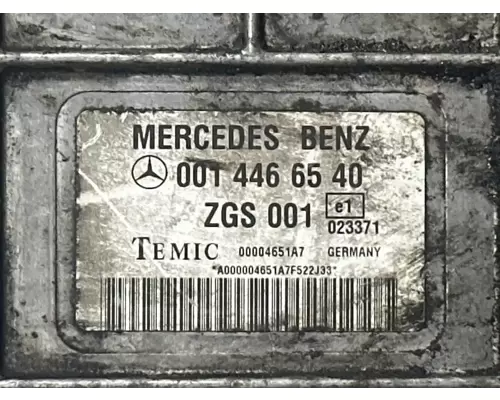 MERCEDES BENZ
001 446 65 40
ZGS 001 e1
023371
TEMIC 00004651A7 GERMANY
*A000004651A7F522J33*